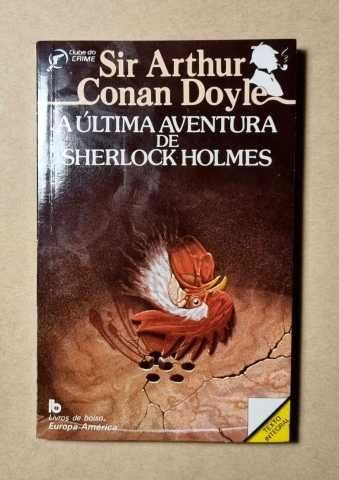 Clube do
CRIME
Sir Arthur
Conan Doyle
A ÚLTIMA AVENTURA
DE
SHERLOCK HOLMES
lb
Livros de bolso
Europa-América
TEXTO
INTEGRAL